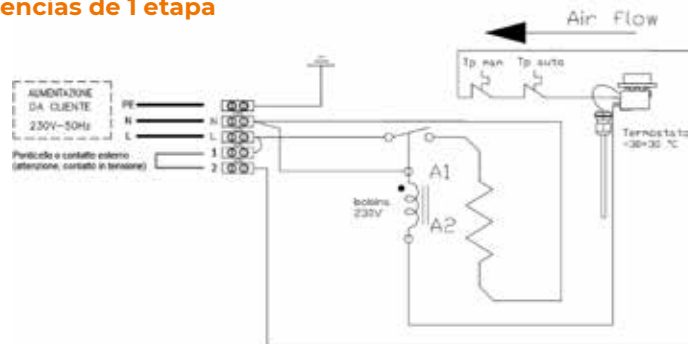 encias de 1 etapa
Air Flow
Tp man Tp auto
ALIMENTAZIONE
DA CLIENTE
230V-50Hz
PE
N N
L L
1
2
Ponticello o contatto esterno
(attenzione, contatto in tensione)
Termostato
-30+30 °C
A1
bobina
230V
A2